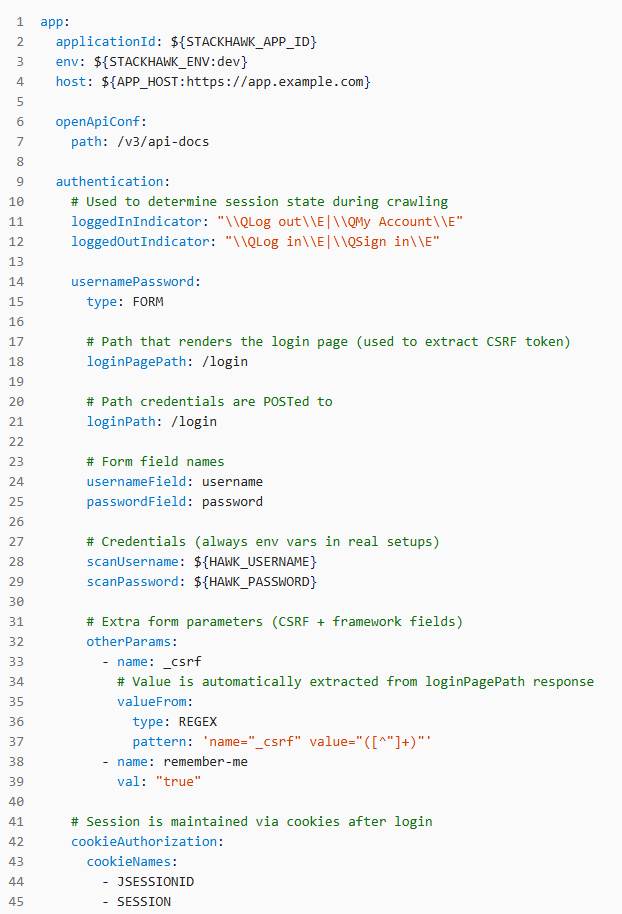 1 app:
2   applicationId: ${STACKHAWK_APP_ID}
3   env: ${STACKHAWK_ENV:dev}
4   host: ${APP_HOST:https://app.example.com}
5
6   openApiConf:
7     path: /v3/api-docs
8
9   authentication:
10     # Used to determine session state during crawling
11     loggedInIndicator: "\\QLog out\\E|\\QMy Account\\E"
12     loggedOutIndicator: "\\QLog in\\E|\\QSign in\\E"
13
14     usernamePassword:
15       type: FORM
16
17       # Path that renders the login page (used to extract CSRF token)
18       loginPagePath: /login
19
20       # Path credentials are POSTed to
21       loginPath: /login
22
23       # Form field names
24       usernameField: username
25       passwordField: password
26
27       # Credentials (always env vars in real setups)
28       scanUsername: ${HAWK_USERNAME}
29       scanPassword: ${HAWK_PASSWORD}
30
31       # Extra form parameters (CSRF + framework fields)
32       otherParams:
33         - name: _csrf
34           # Value is automatically extracted from loginPagePath response
35           valueFrom:
36             type: REGEX
37             pattern: 'name="_csrf" value="([^"]+)"'
38         - name: remember-me
39           val: "true"
40
41     # Session is maintained via cookies after login
42     cookieAuthorization:
43       cookieNames:
44         - JSESSIONID
45         - SESSION